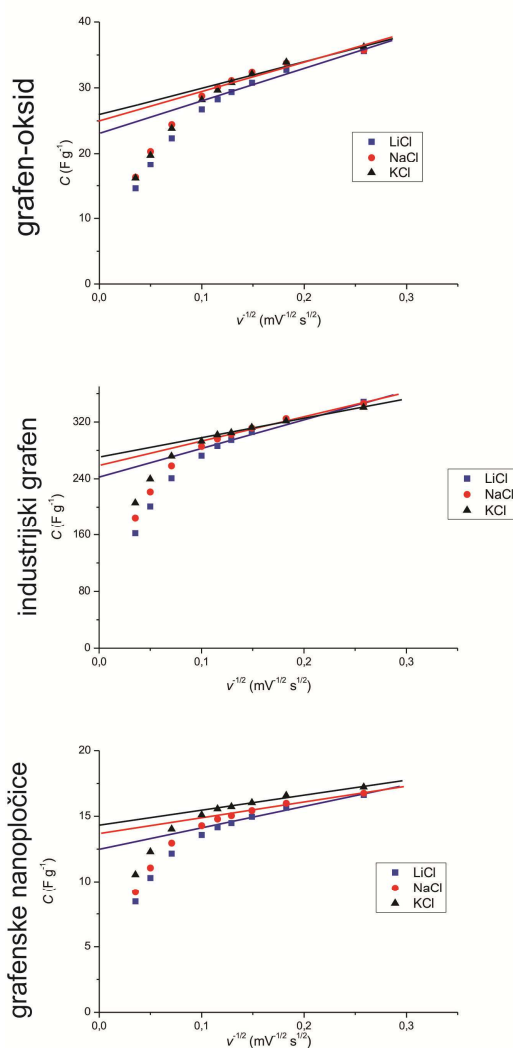 grafen-oksid
C (F g⁻¹)
40
30
20
10
0
0,0
0,1
0,2
0,3
v⁻¹/² (mV⁻¹/² s¹/²)
LiCl
NaCl
KCl
industrijski grafen
C (F g⁻¹)
320
240
160
80
0
0,0
0,1
0,2
0,3
v⁻¹/² (mV⁻¹/² s¹/²)
LiCl
NaCl
KCl
grafenske nanopločice
C (F g⁻¹)
20
15
10
5
0
0,0
0,1
0,2
0,3
v⁻¹/² (mV⁻¹/² s¹/²)
LiCl
NaCl
KCl